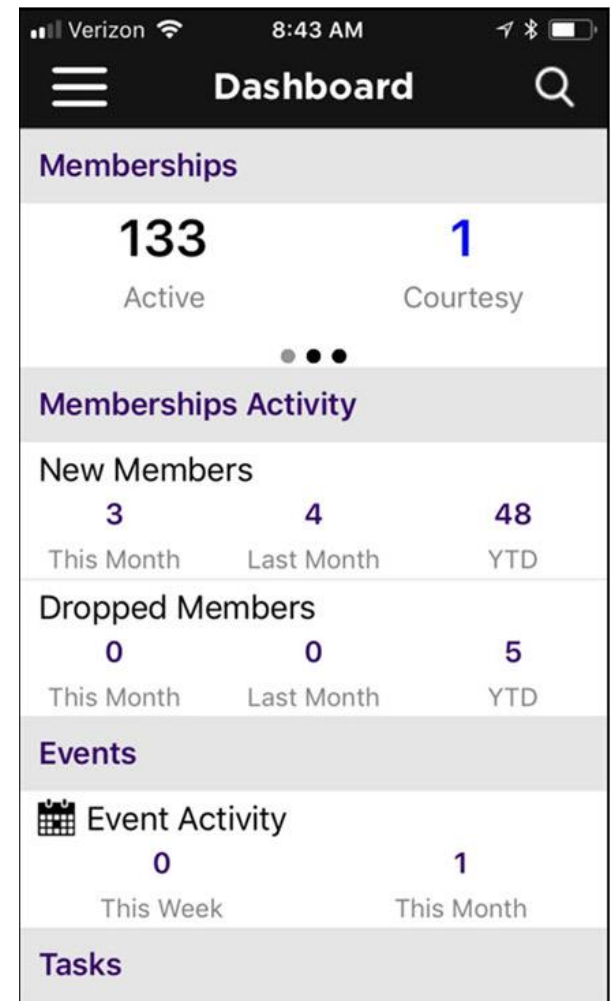 Verizon 8:43 AM
Dashboard
Memberships
133 1
Active Courtesy
Memberships Activity
New Members
3 4 48
This Month Last Month YTD
Dropped Members
0 0 5
This Month Last Month YTD
Events
Event Activity
0 1
This Week This Month
Tasks